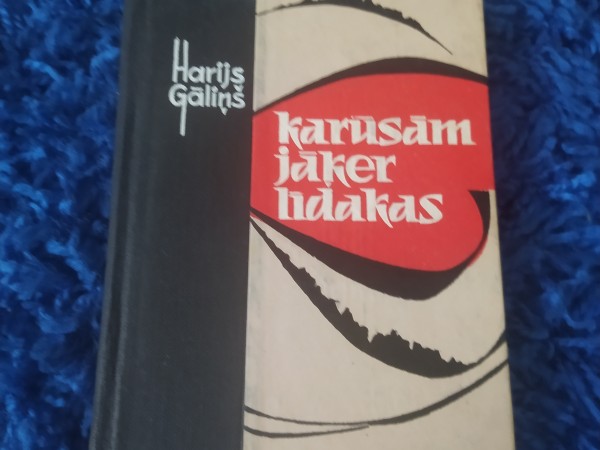 Harijs
Gāliņš
karūsām
jāķer
līdakas